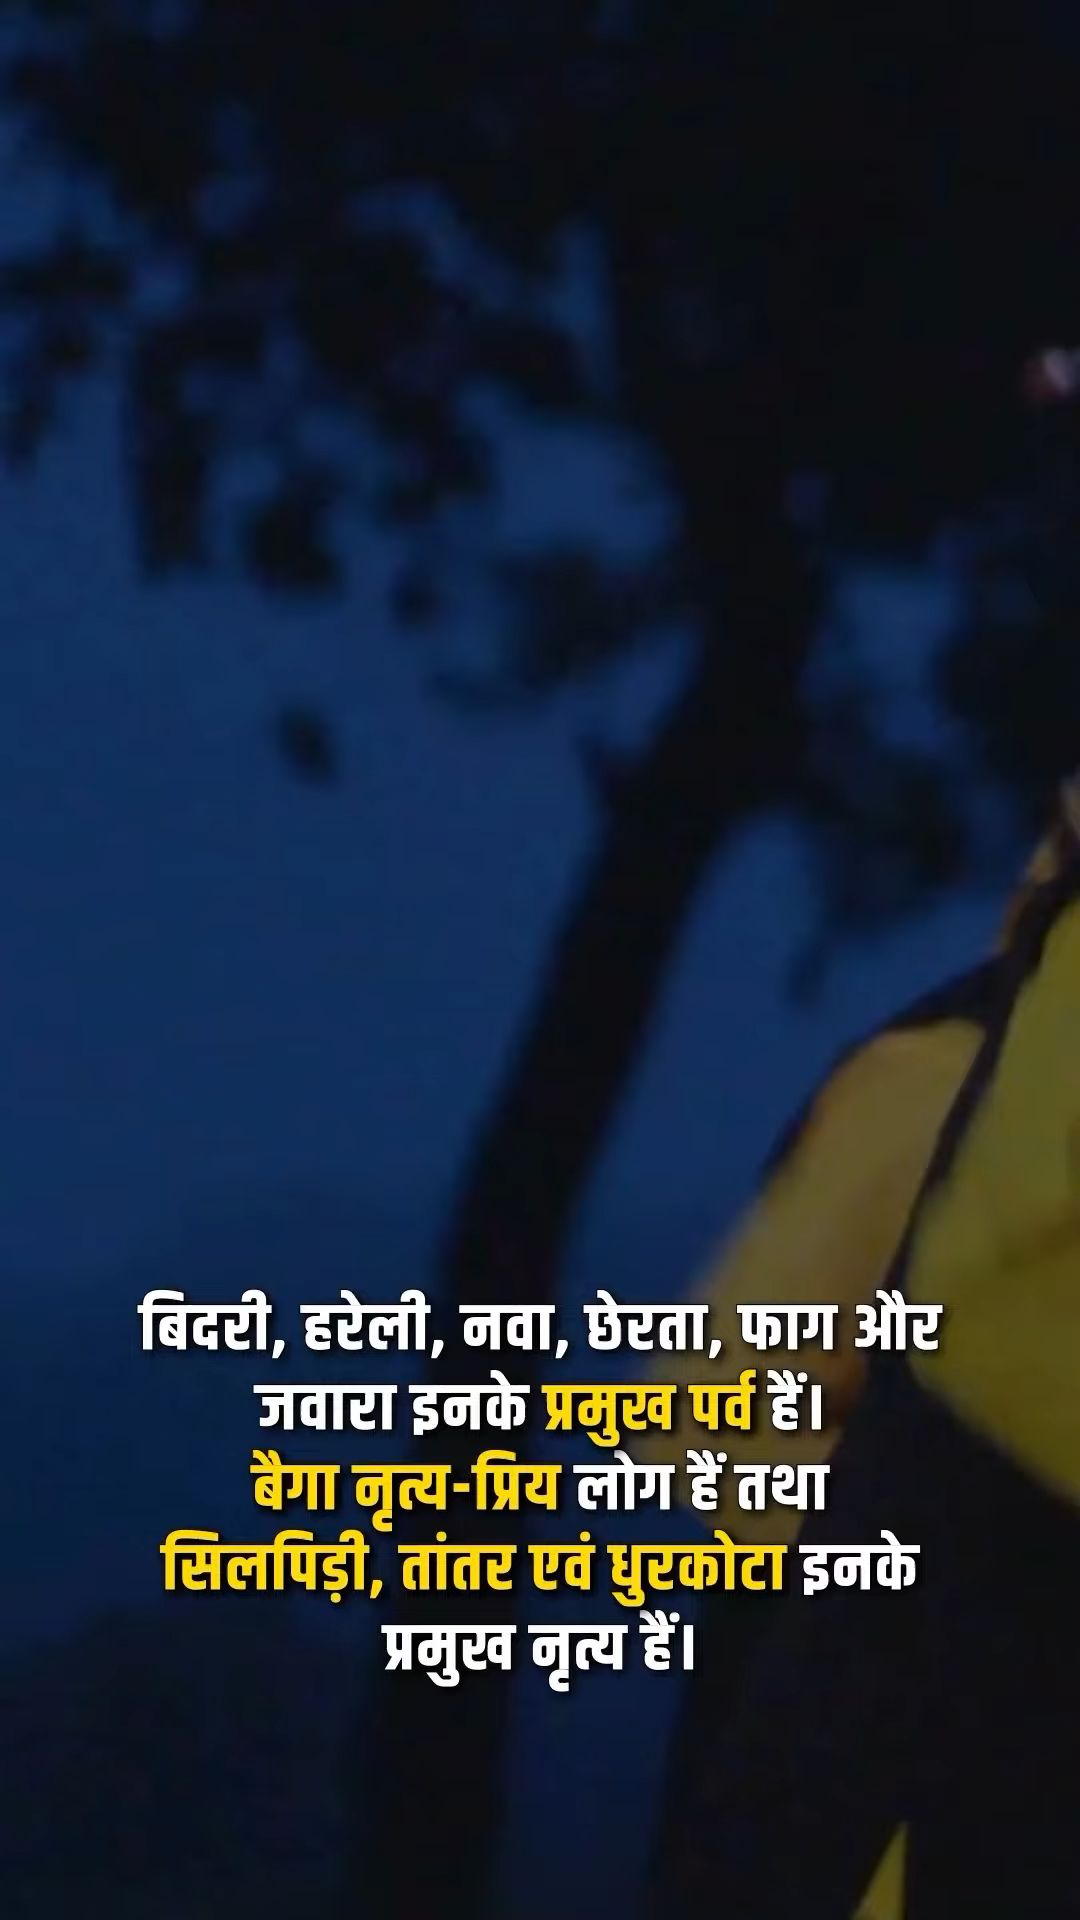 बिदरी, हरेली, नवा, छेरता, फाग और
जवारा इनके प्रमुख पर्व हैं।
बैगा नृत्य-प्रिय लोग हैं तथा
सिलपिड़ी, तांतर एवं धुरकोटा इनके
प्रमुख नृत्य हैं।